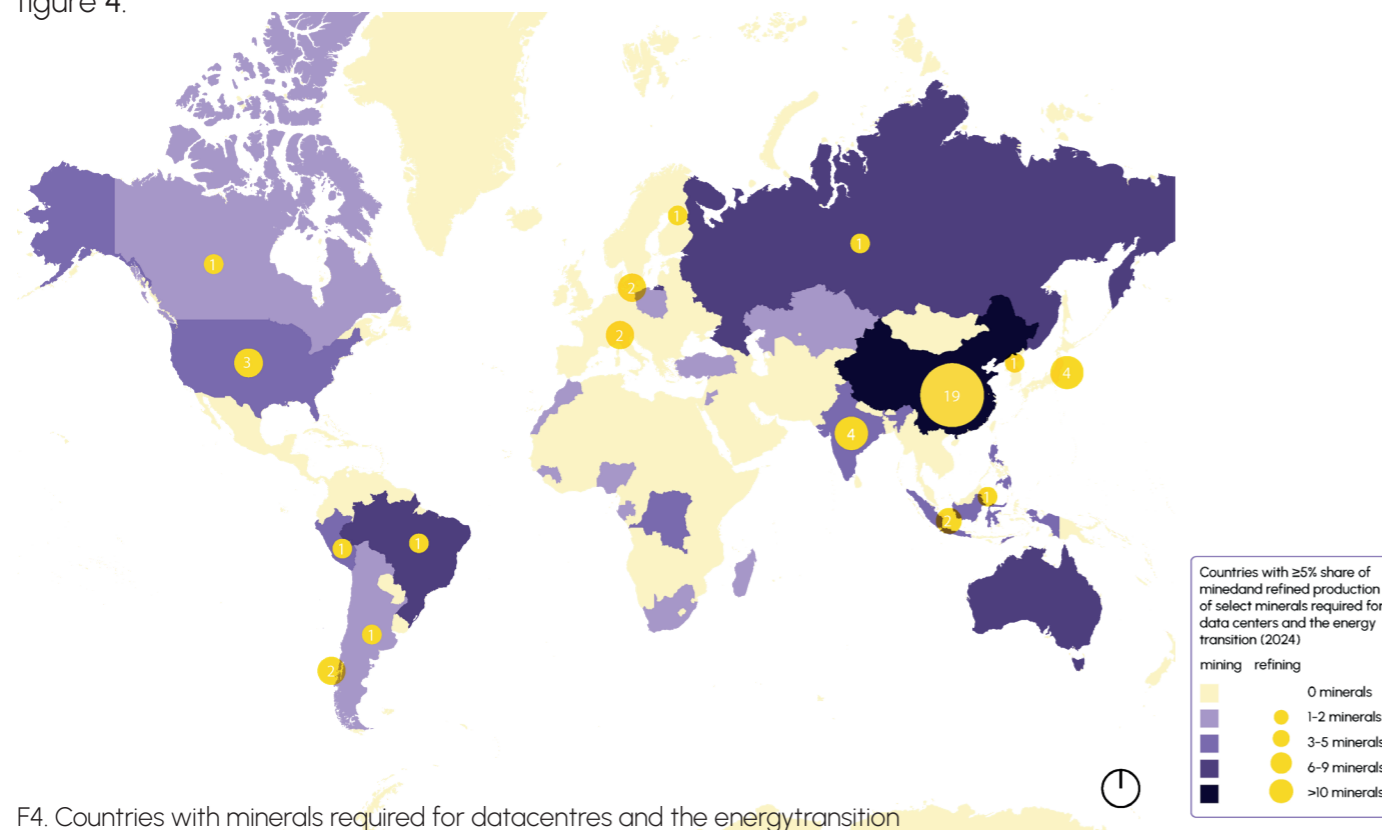 figure 4.
1
1
1
2
3
2
1
4
19
4
1
2
1
1
1
2
Countries with ≥5% share of
minedand refined production
of select minerals required for
data centers and the energy
transition (2024)
mining refining
0 minerals
1-2 minerals
3-5 minerals
6-9 minerals
>10 minerals
F4. Countries with minerals required for datacentres and the energytransition